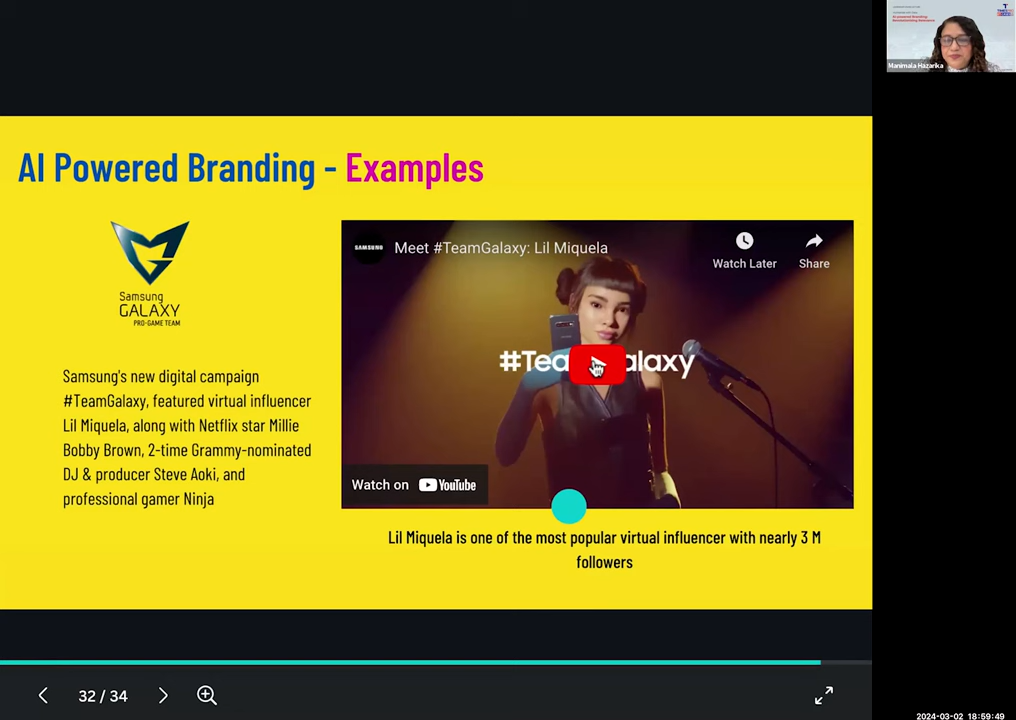 AI Powered Branding - Examples
Samsung
GALAXY
PRO-GAME TEAM
Samsung's new digital campaign
#TeamGalaxy, featured virtual influencer
Lil Miquela, along with Netflix star Millie
Bobby Brown, 2-time Grammy-nominated
DJ & producer Steve Aoki, and
professional gamer Ninja
SAMSUNG
Meet #TeamGalaxy: Lil Miquela
Watch Later
Share
#Tea alaxy
Watch on YouTube
Lil Miquela is one of the most popular virtual influencer with nearly 3 M
followers
32 / 34
Manimala Hazarika
2024-03-02 18:59:49